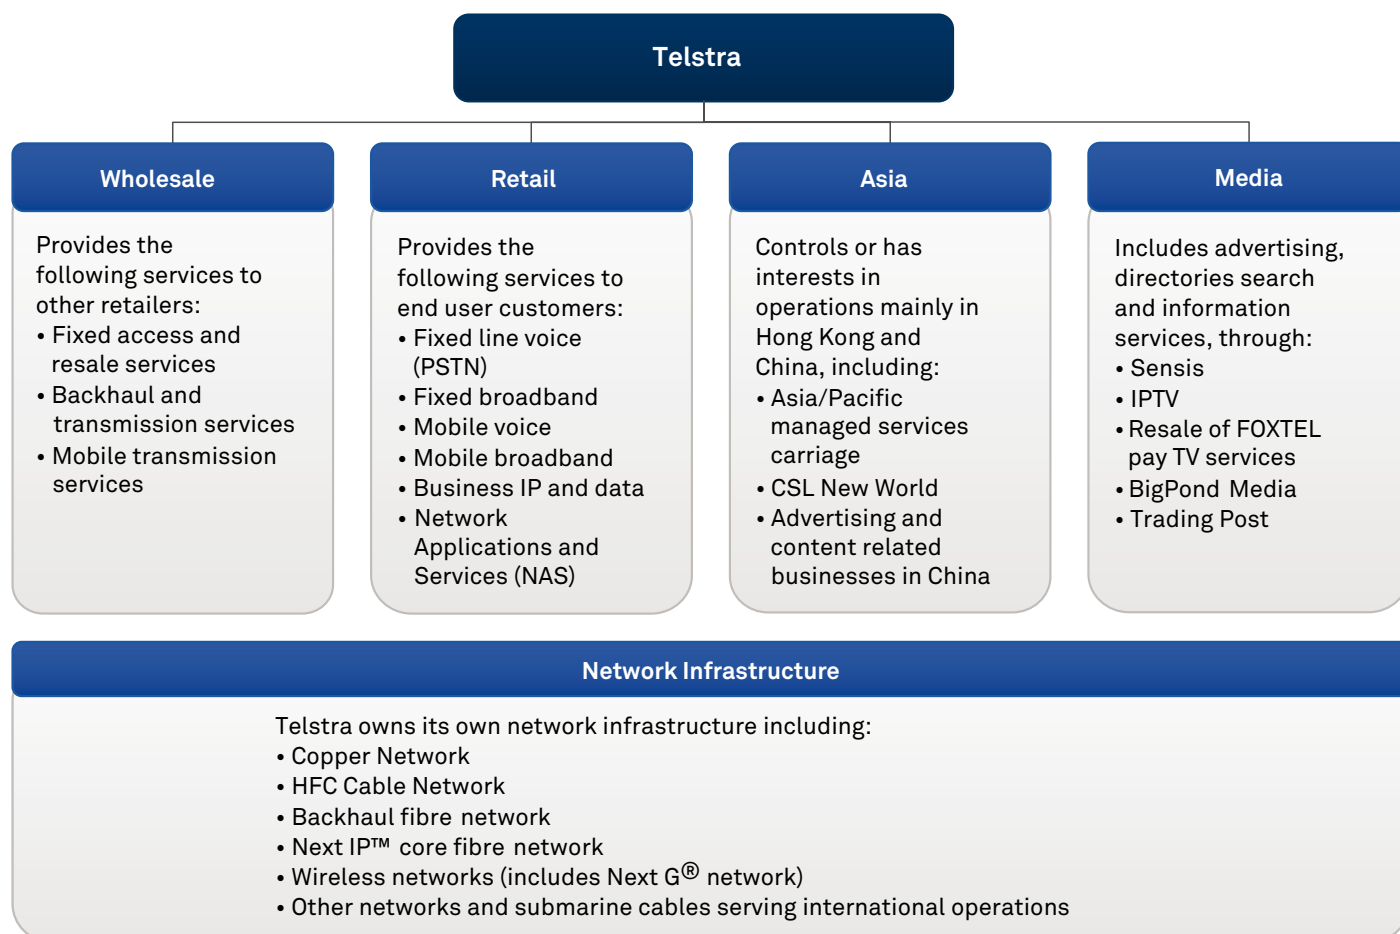 Telstra
Wholesale
Provides the
following services to
other retailers:
• Fixed access and
resale services
• Backhaul and
transmission services
• Mobile transmission
services
Retail
Provides the
following services to
end user customers:
• Fixed line voice
(PSTN)
• Fixed broadband
• Mobile voice
• Mobile broadband
• Business IP and data
• Network
Applications and
Services (NAS)
Asia
Controls or has
interests in
operations mainly in
Hong Kong and
China, including:
• Asia/Pacific
managed services
carriage
• CSL New World
• Advertising and
content related
businesses in China
Media
Includes advertising,
directories search
and information
services, through:
• Sensis
• IPTV
• Resale of FOXTEL
pay TV services
• BigPond Media
• Trading Post
Network Infrastructure
Telstra owns its own network infrastructure including:
• Copper Network
• HFC Cable Network
• Backhaul fibre network
• Next IP™ core fibre network
• Wireless networks (includes Next G® network)
• Other networks and submarine cables serving international operations